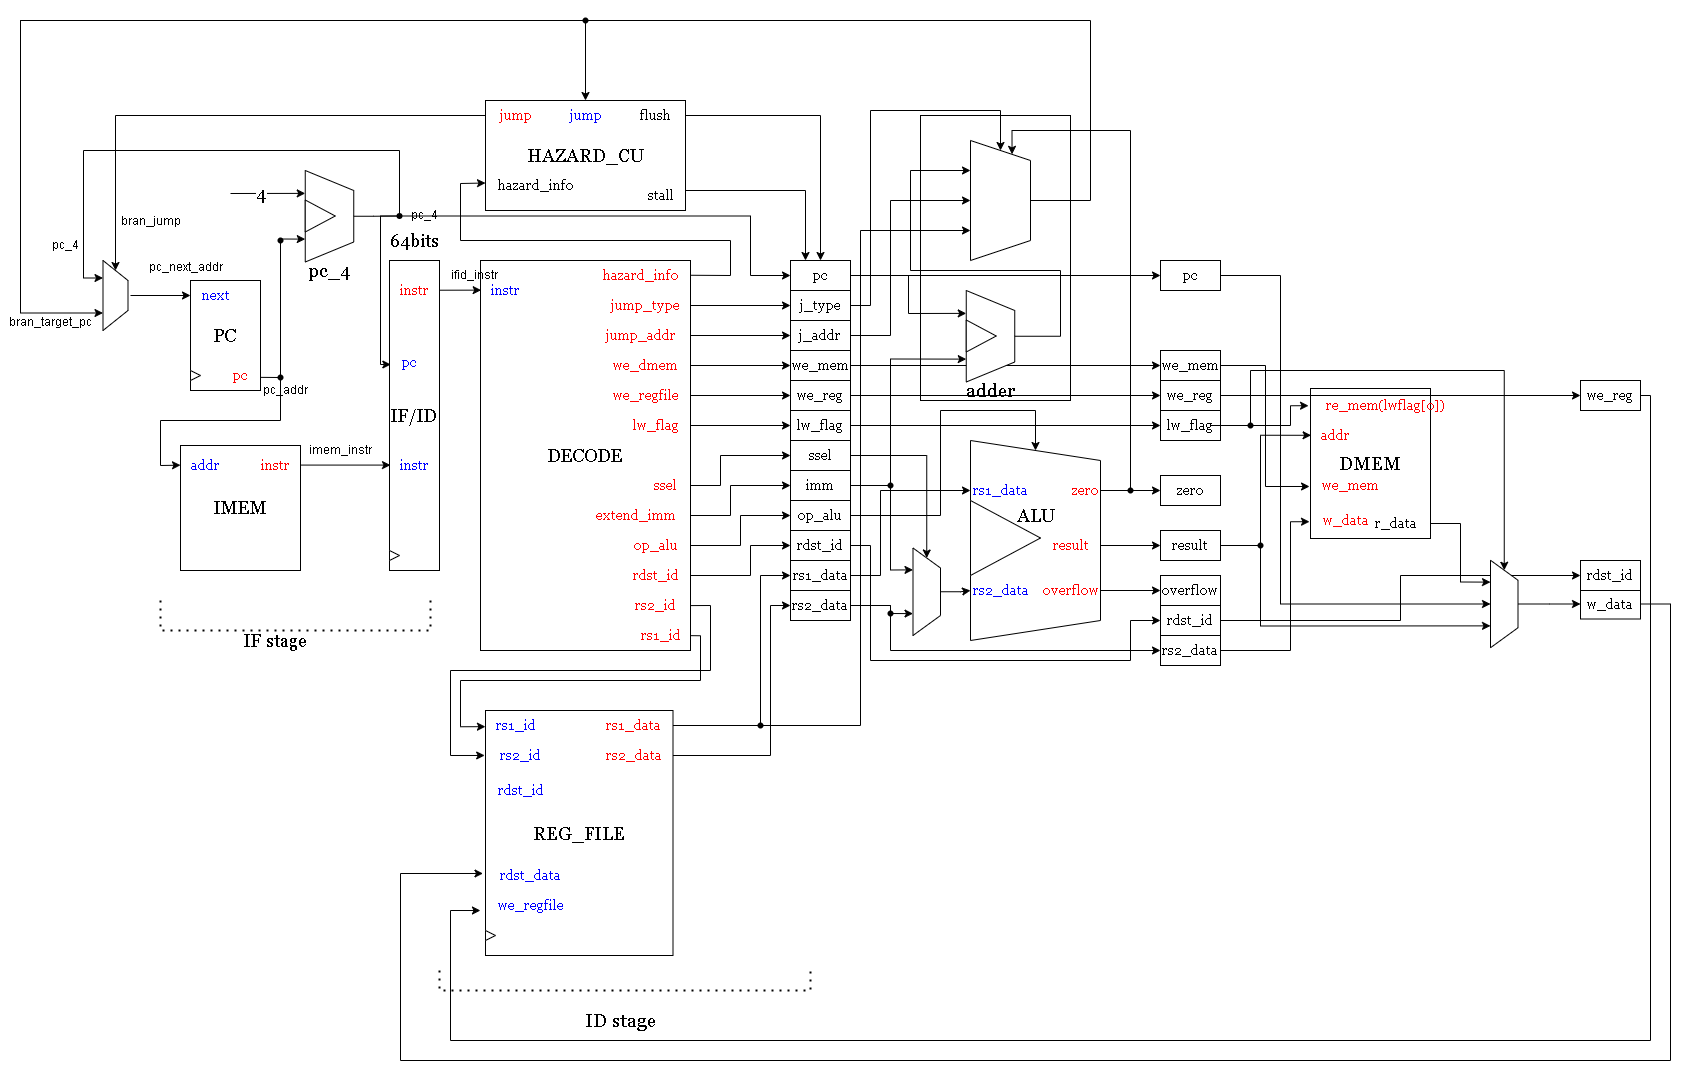 jump jump flush
HAZARD_CU
hazard_info
stall
4
bran_jump
pc_4
pc_4
pc_4
64bits
pc_next_addr
next
PC
pc
pc_addr
bran_target_pc
addr instr
IMEM
imem_instr
instr
pc
IF/ID
instr
ifid_instr
IF stage
instr
DECODE
hazard_info
jump_type
jump_addr
we_dmem
we_regfile
lw_flag
ssel
extend_imm
op_alu
rdst_id
rs2_id
rs1_id
rs1_id rs1_data
rs2_id rs2_data
rdst_id
REG_FILE
rdst_data
we_regfile
ID stage
pc
j_type
j_addr
we_mem
we_reg
lw_flag
ssel
imm
op_alu
rdst_id
rs1_data
rs2_data
adder
rs1_data zero
ALU
result
rs2_data overflow
pc
we_mem
we_reg
lw_flag
zero
result
overflow
rdst_id
rs2_data
re_mem(lwflag[0])
addr
DMEM
we_mem
w_data r_data
we_reg
rdst_id
w_data